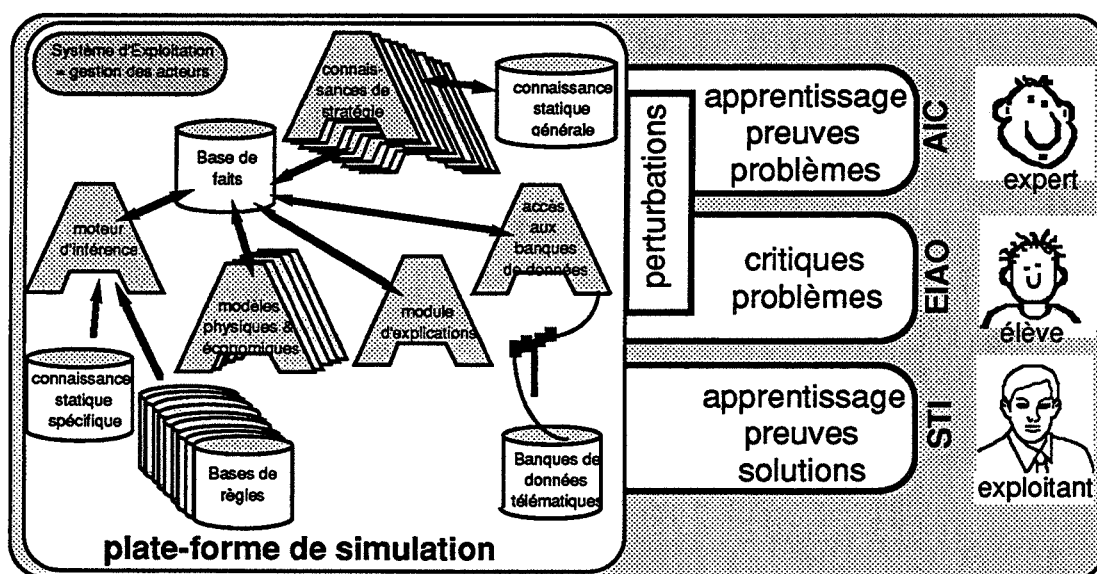 Système d'Exploitation
= gestion des acteurs
connais-
sances de
stratégie
connaissance
statique
générale
Base de
faits
moteur
d'inférence
accès
aux
banques
de données
modèles
physiques &
économiques
module
d'explications
connaissance
statique
spécifique
Bases de
règles
Banques de
données
télématiques
plate-forme de simulation
perturbations
apprentissage
preuves
problèmes
AIC
expert
critiques
problèmes
EIAO
élève
apprentissage
preuves
solutions
STI
exploitant